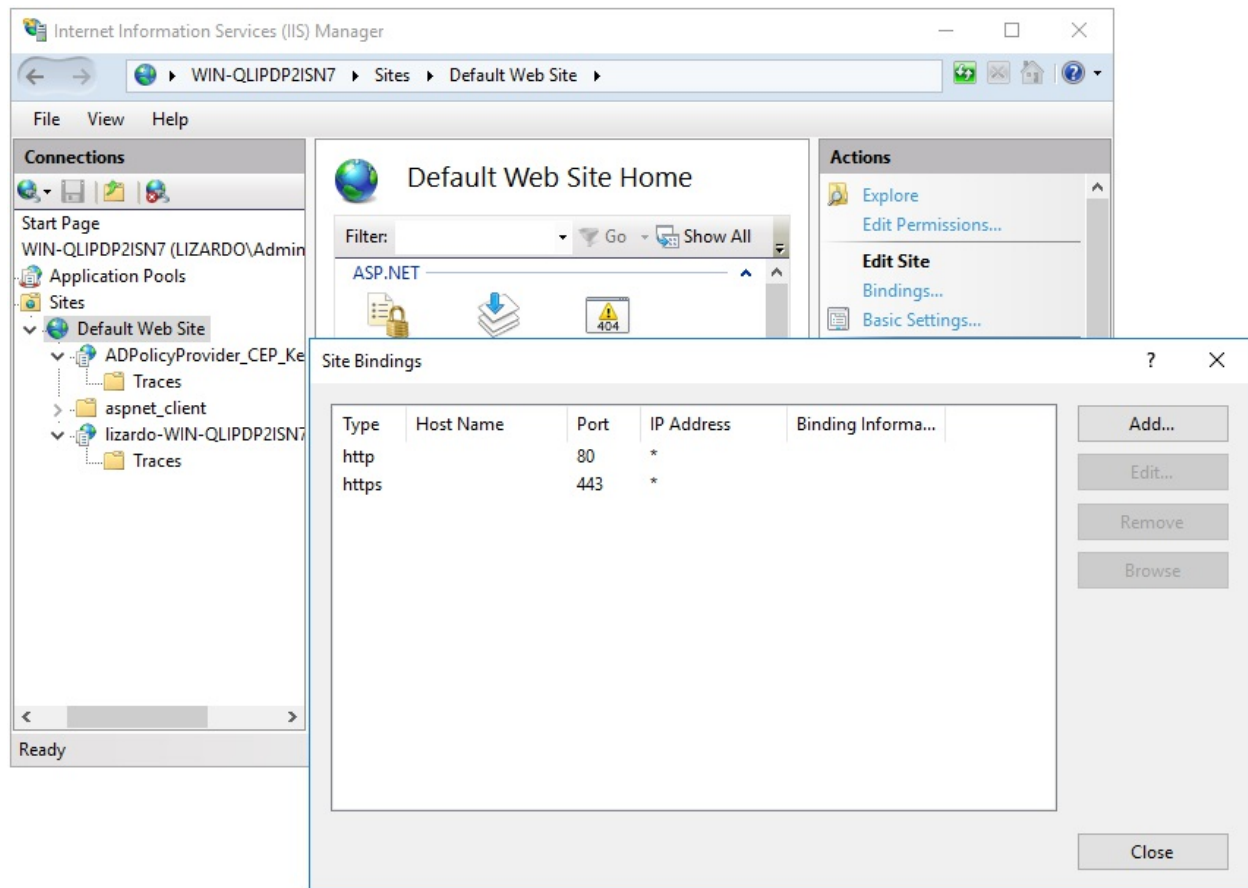 Internet Information Services (IIS) Manager
WIN-QLIPDP2ISN7 Sites Default Web Site
File View Help
Connections
Start Page
WIN-QLIPDP2ISN7 (LIZARDO\Admin
Application Pools
Sites
Default Web Site
ADPolicyProvider_CEP_Ke
Traces
aspnet_client
lizardo-WIN-QLIPDP2ISN7
Traces
Ready
Default Web Site Home
Filter: Go Show All
ASP.NET
404
Actions
Explore
Edit Permissions...
Edit Site
Bindings...
Basic Settings...
Site Bindings
Type Host Name Port IP Address Binding Informa...
http 80 *
https 443 *
Add...
Edit...
Remove
Browse
Close